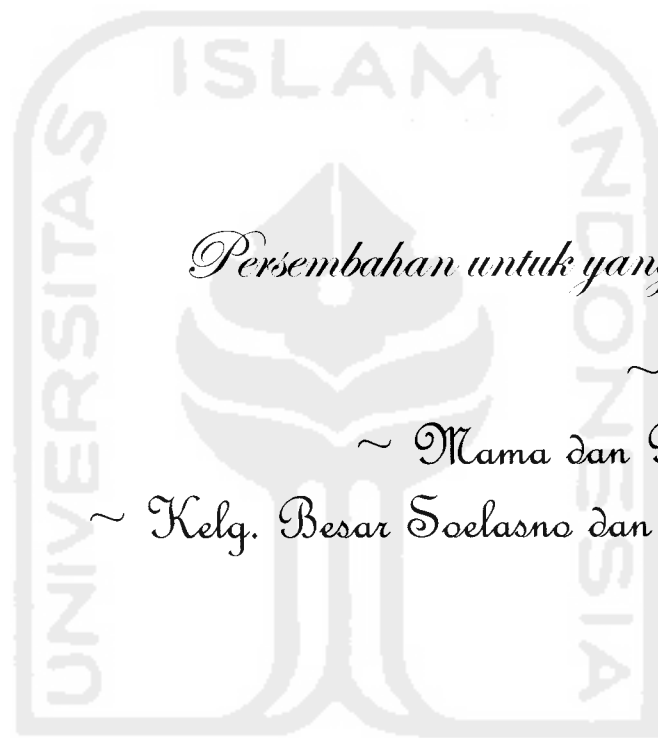 UNIVERSITAS ISLAM INDONESIA
Persembahan untuk yang
~
~ Mama dan
~ Kelg. Besar Soelasno dan